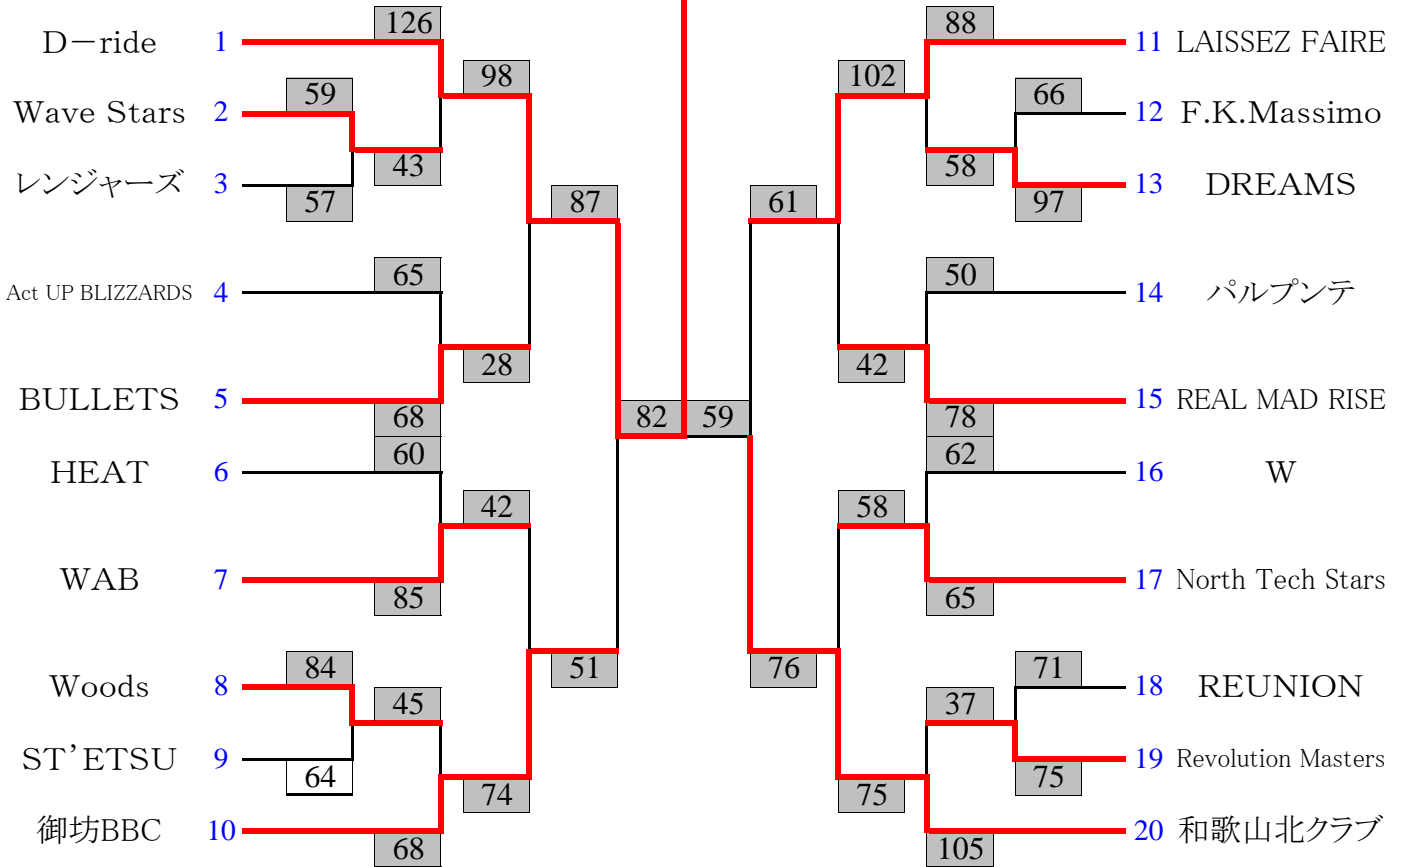 126
88
D－ride 1
11 LAISSEZ FAIRE
98
102
59
66
Wave Stars 2
12 F.K.Massimo
43
58
レンジャーズ 3
13 DREAMS
57
87
61
97
65
50
Act UP BLIZZARDS 4
14 パルプンテ
28
42
BULLETS 5
15 REAL MAD RISE
68
82
59
78
60
62
HEAT 6
16 W
42
58
WAB 7
17 North Tech Stars
85
65
84
51
76
71
Woods 8
18 REUNION
45
37
ST’ETSU 9
19 Revolution Masters
64
74
75
75
御坊BBC 10
20 和歌山北クラブ
68
105